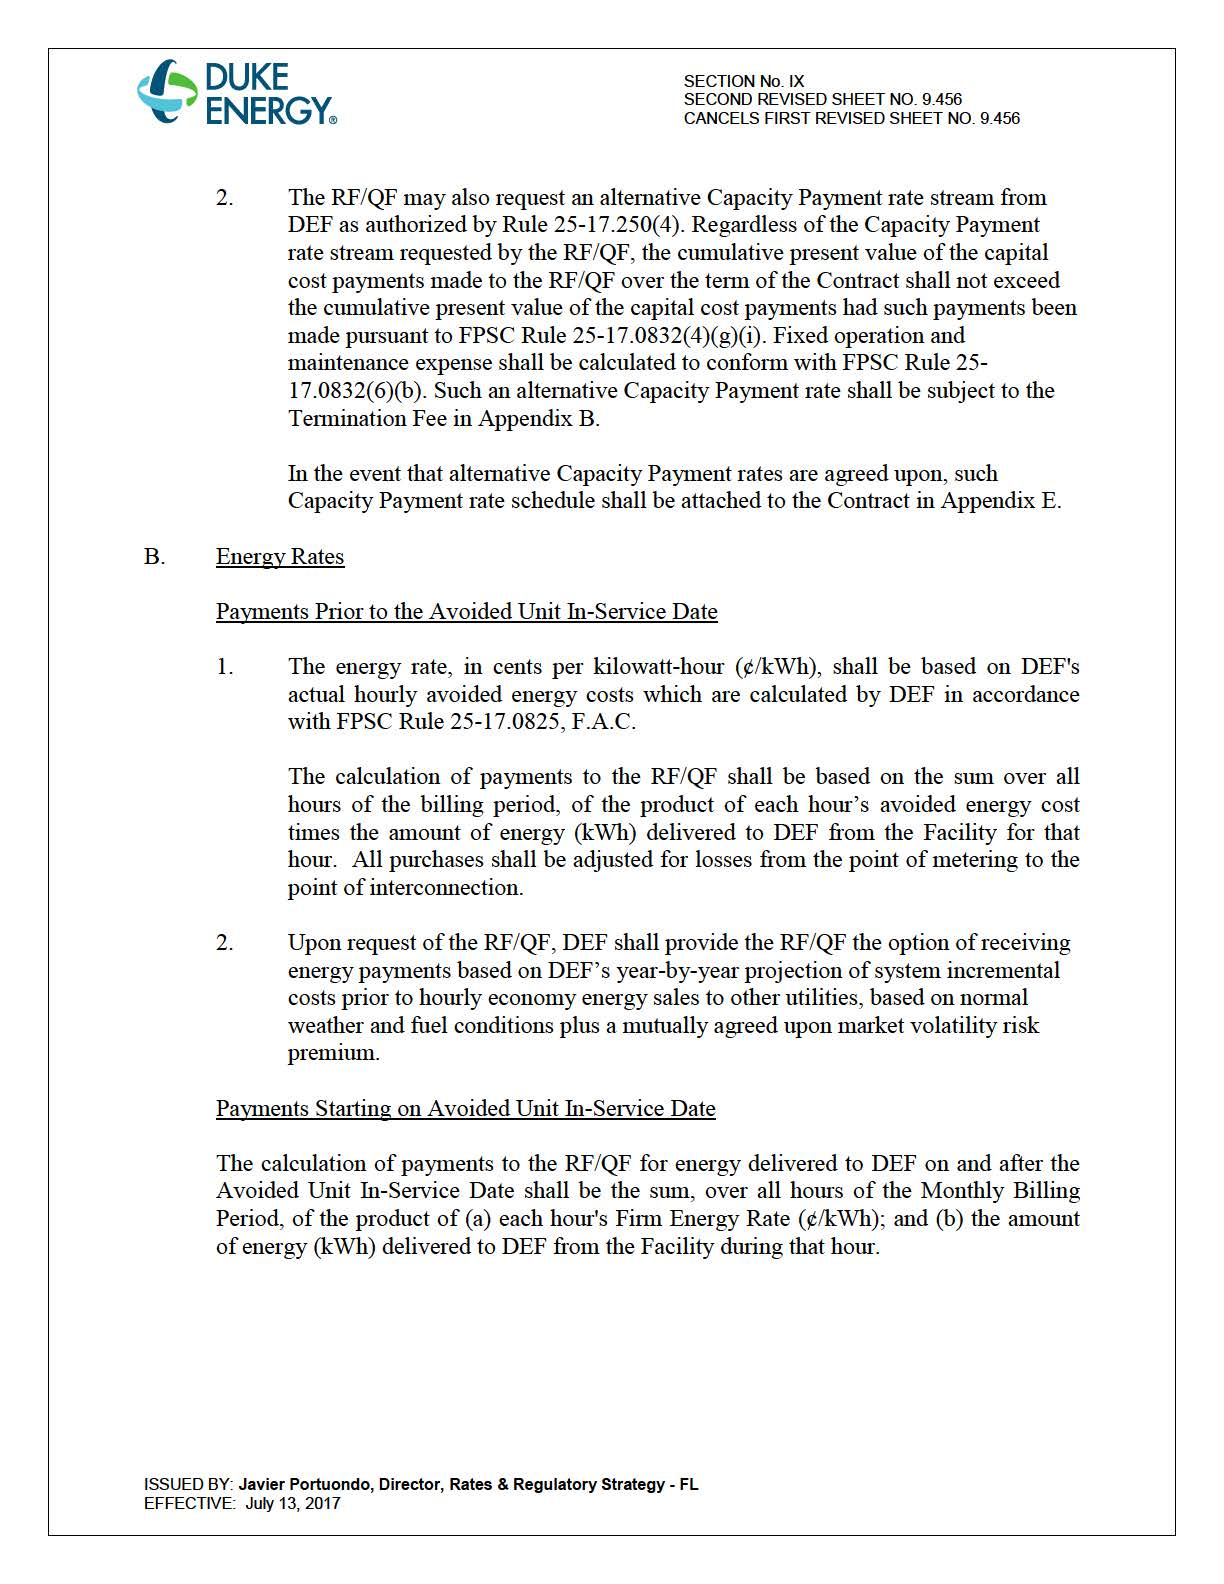 DUKE
ENERGY®
SECTION No. IX
SECOND REVISED SHEET NO. 9.456
CANCELS FIRST REVISED SHEET NO. 9.456
2. The RF/QF may also request an alternative Capacity Payment rate stream from
DEF as authorized by Rule 25-17.250(4). Regardless of the Capacity Payment
rate stream requested by the RF/QF, the cumulative present value of the capital
cost payments made to the RF/QF over the term of the Contract shall not exceed
the cumulative present value of the capital cost payments had such payments been
made pursuant to FPSC Rule 25-17.0832(4)(g)(i). Fixed operation and
maintenance expense shall be calculated to conform with FPSC Rule 25-
17.0832(6)(b). Such an alternative Capacity Payment rate shall be subject to the
Termination Fee in Appendix B.
In the event that alternative Capacity Payment rates are agreed upon, such
Capacity Payment rate schedule shall be attached to the Contract in Appendix E.
B. Energy Rates
Payments Prior to the Avoided Unit In-Service Date
1. The energy rate, in cents per kilowatt-hour (¢/kWh), shall be based on DEF's
actual hourly avoided energy costs which are calculated by DEF in accordance
with FPSC Rule 25-17.0825, F.A.C.
The calculation of payments to the RF/QF shall be based on the sum over all
hours of the billing period, of the product of each hour’s avoided energy cost
times the amount of energy (kWh) delivered to DEF from the Facility for that
hour.  All purchases shall be adjusted for losses from the point of metering to the
point of interconnection.
2. Upon request of the RF/QF, DEF shall provide the RF/QF the option of receiving
energy payments based on DEF’s year-by-year projection of system incremental
costs prior to hourly economy energy sales to other utilities, based on normal
weather and fuel conditions plus a mutually agreed upon market volatility risk
premium.
Payments Starting on Avoided Unit In-Service Date
The calculation of payments to the RF/QF for energy delivered to DEF on and after the
Avoided Unit In-Service Date shall be the sum, over all hours of the Monthly Billing
Period, of the product of (a) each hour's Firm Energy Rate (¢/kWh); and (b) the amount
of energy (kWh) delivered to DEF from the Facility during that hour.
ISSUED BY: Javier Portuondo, Director, Rates & Regulatory Strategy - FL
EFFECTIVE:  July 13, 2017